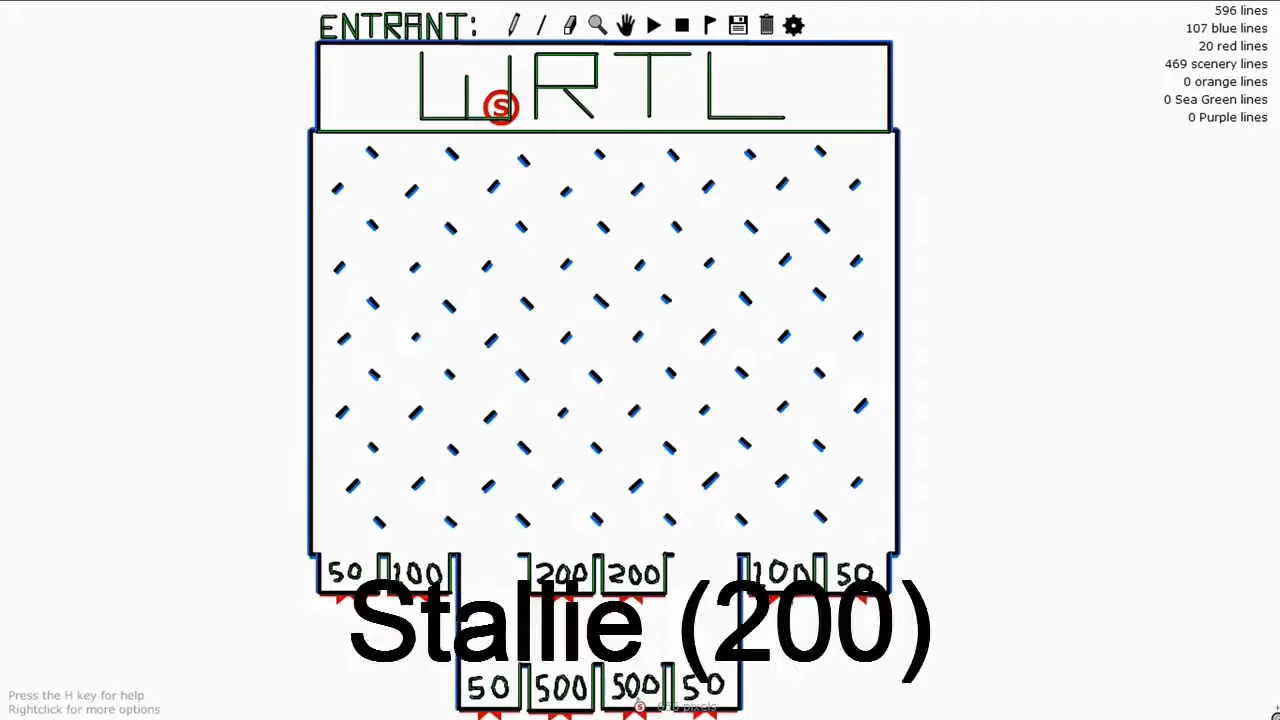 ENTRANT:
596 lines
107 blue lines
20 red lines
469 scenery lines
0 orange lines
0 Sea Green lines
0 Purple lines
WRTL
S
50 100 200 200 100 50
Stallie (200)
50 500 500 50
S
pixels
Press the H key for help
Rightclick for more options